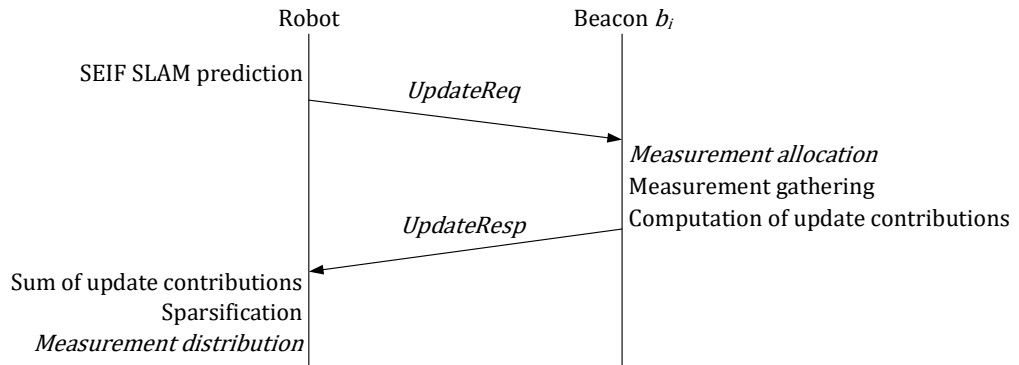 Robot
Beacon b_i
SEIF SLAM prediction
UpdateReq
Measurement allocation
Measurement gathering
Computation of update contributions
UpdateResp
Sum of update contributions
Sparsification
Measurement distribution